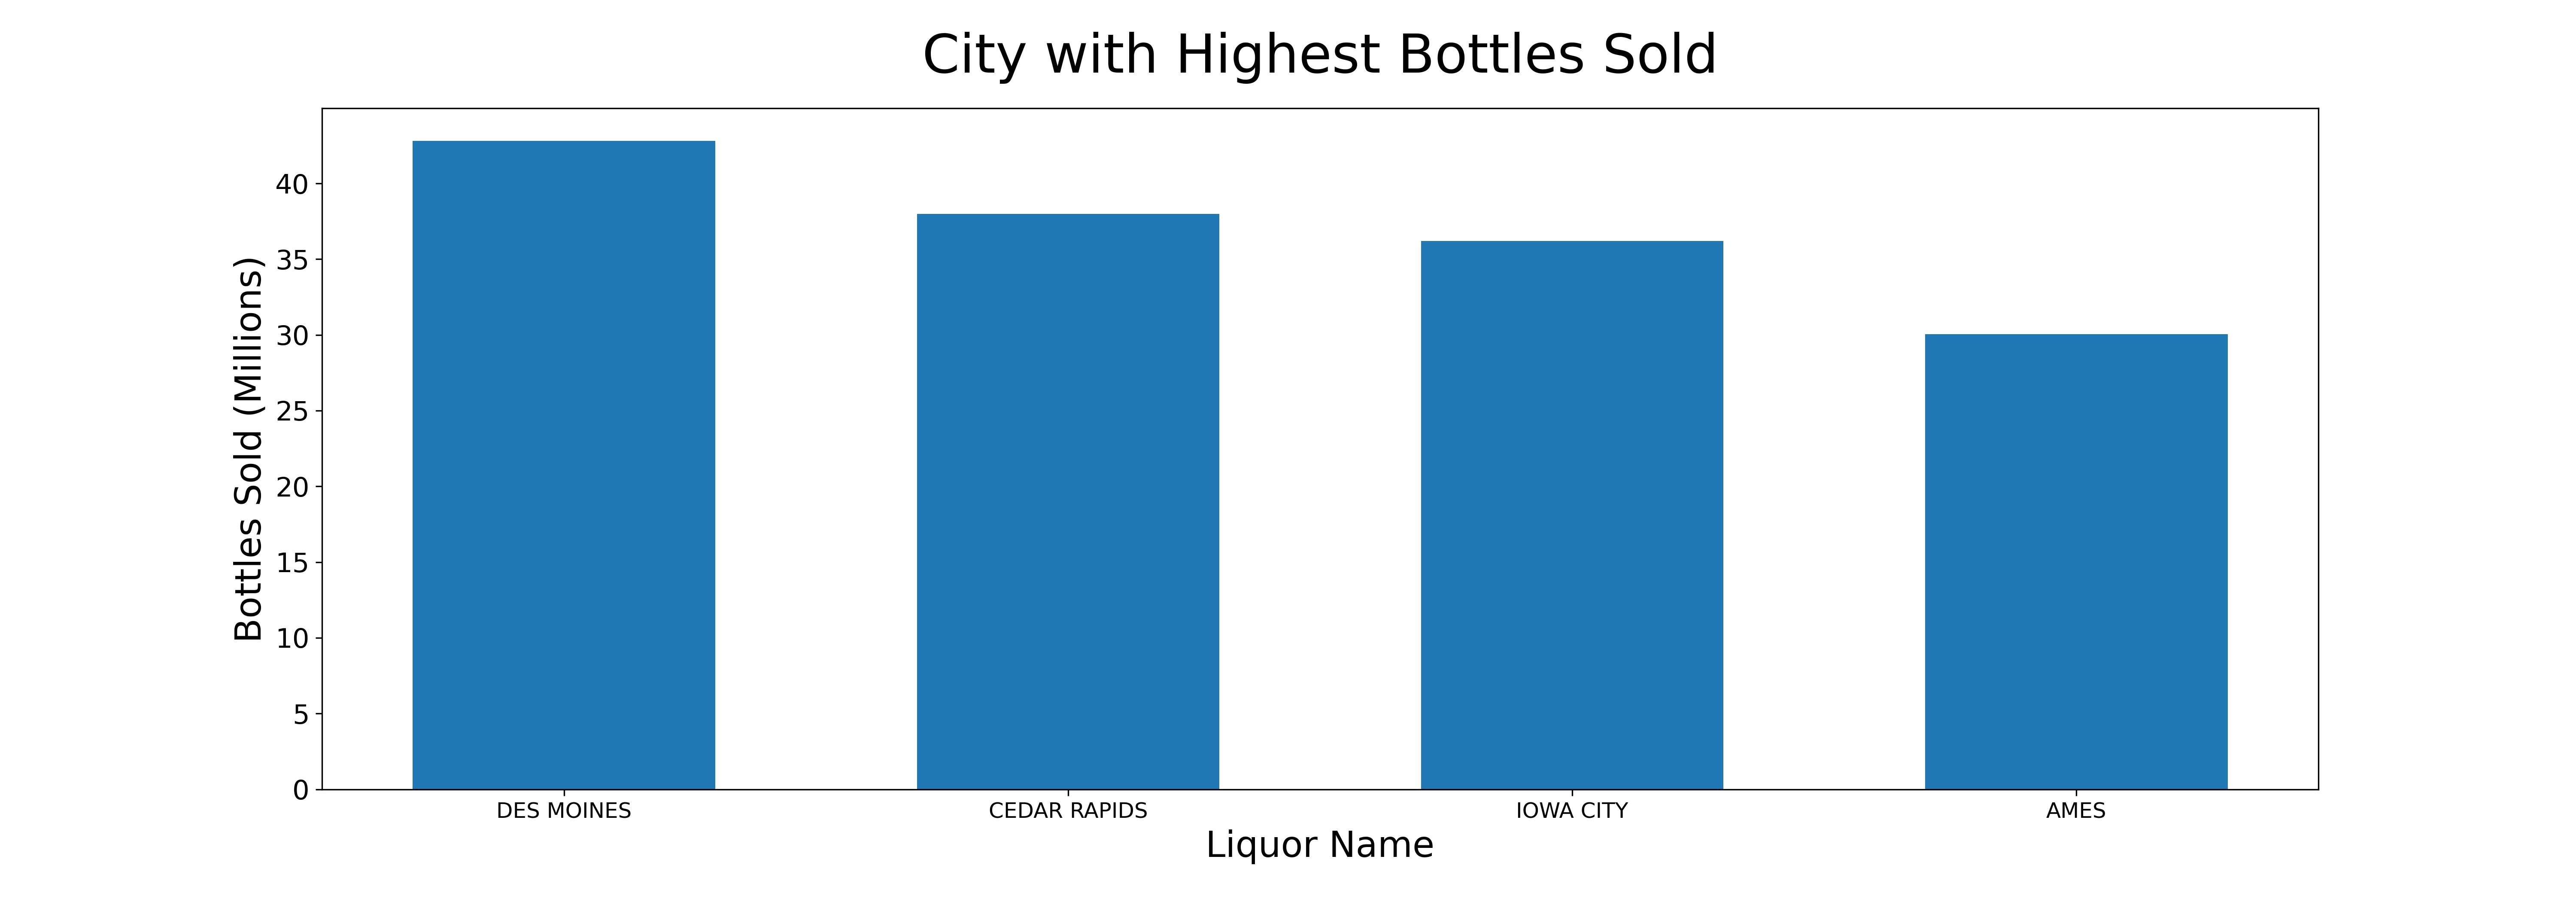 City with Highest Bottles Sold
Bottles Sold (Millions)
40
35
30
25
20
15
10
5
0
DES MOINES
CEDAR RAPIDS
IOWA CITY
AMES
Liquor Name